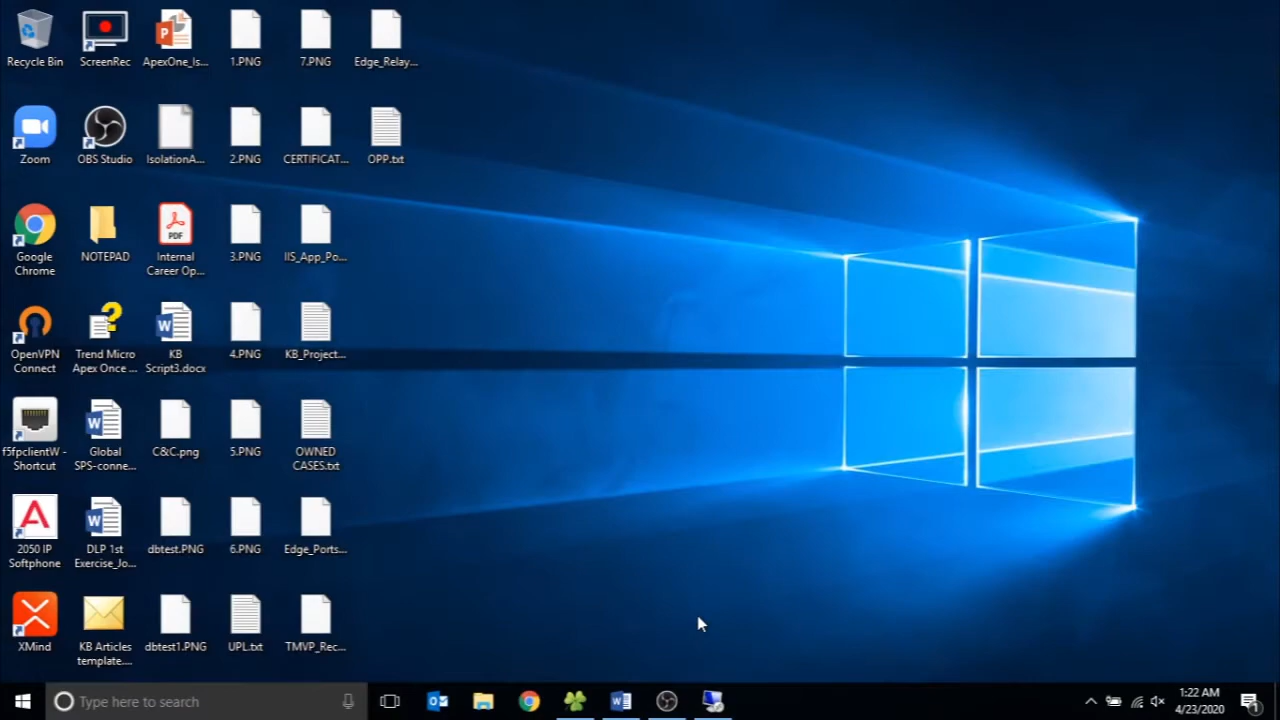 Recycle Bin
ScreenRec
ApexOne_Is...
1.PNG
7.PNG
Edge_Relay...
Zoom
OBS Studio
IsolationA...
2.PNG
CERTIFICAT...
OPP.txt
Google
Chrome
NOTEPAD
PDF
Internal
Career Op...
3.PNG
IIS_App_Po...
OpenVPN
Connect
Trend Micro
Apex Once ...
KB
Script3.docx
4.PNG
KB_Project...
f5fpclientW -
Shortcut
Global
SPS-conne...
C&C.png
5.PNG
OWNED
CASES.txt
2050 IP
Softphone
DLP 1st
Exercise_Jo...
dbtest.PNG
6.PNG
Edge_Ports...
XMind
KB Articles
template....
dbtest1.PNG
UPL.txt
TMVP_Rec...
Type here to search
1:22 AM
4/23/2020
1